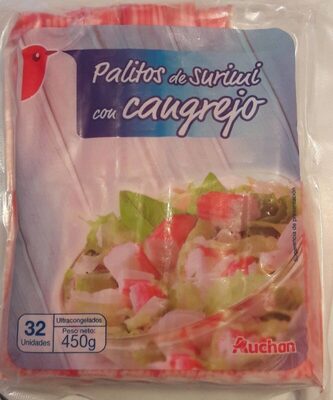 Palitos de surimi
con cangrejo
32
Unidades
Ultracongelados
Peso neto:
450g
Auchan